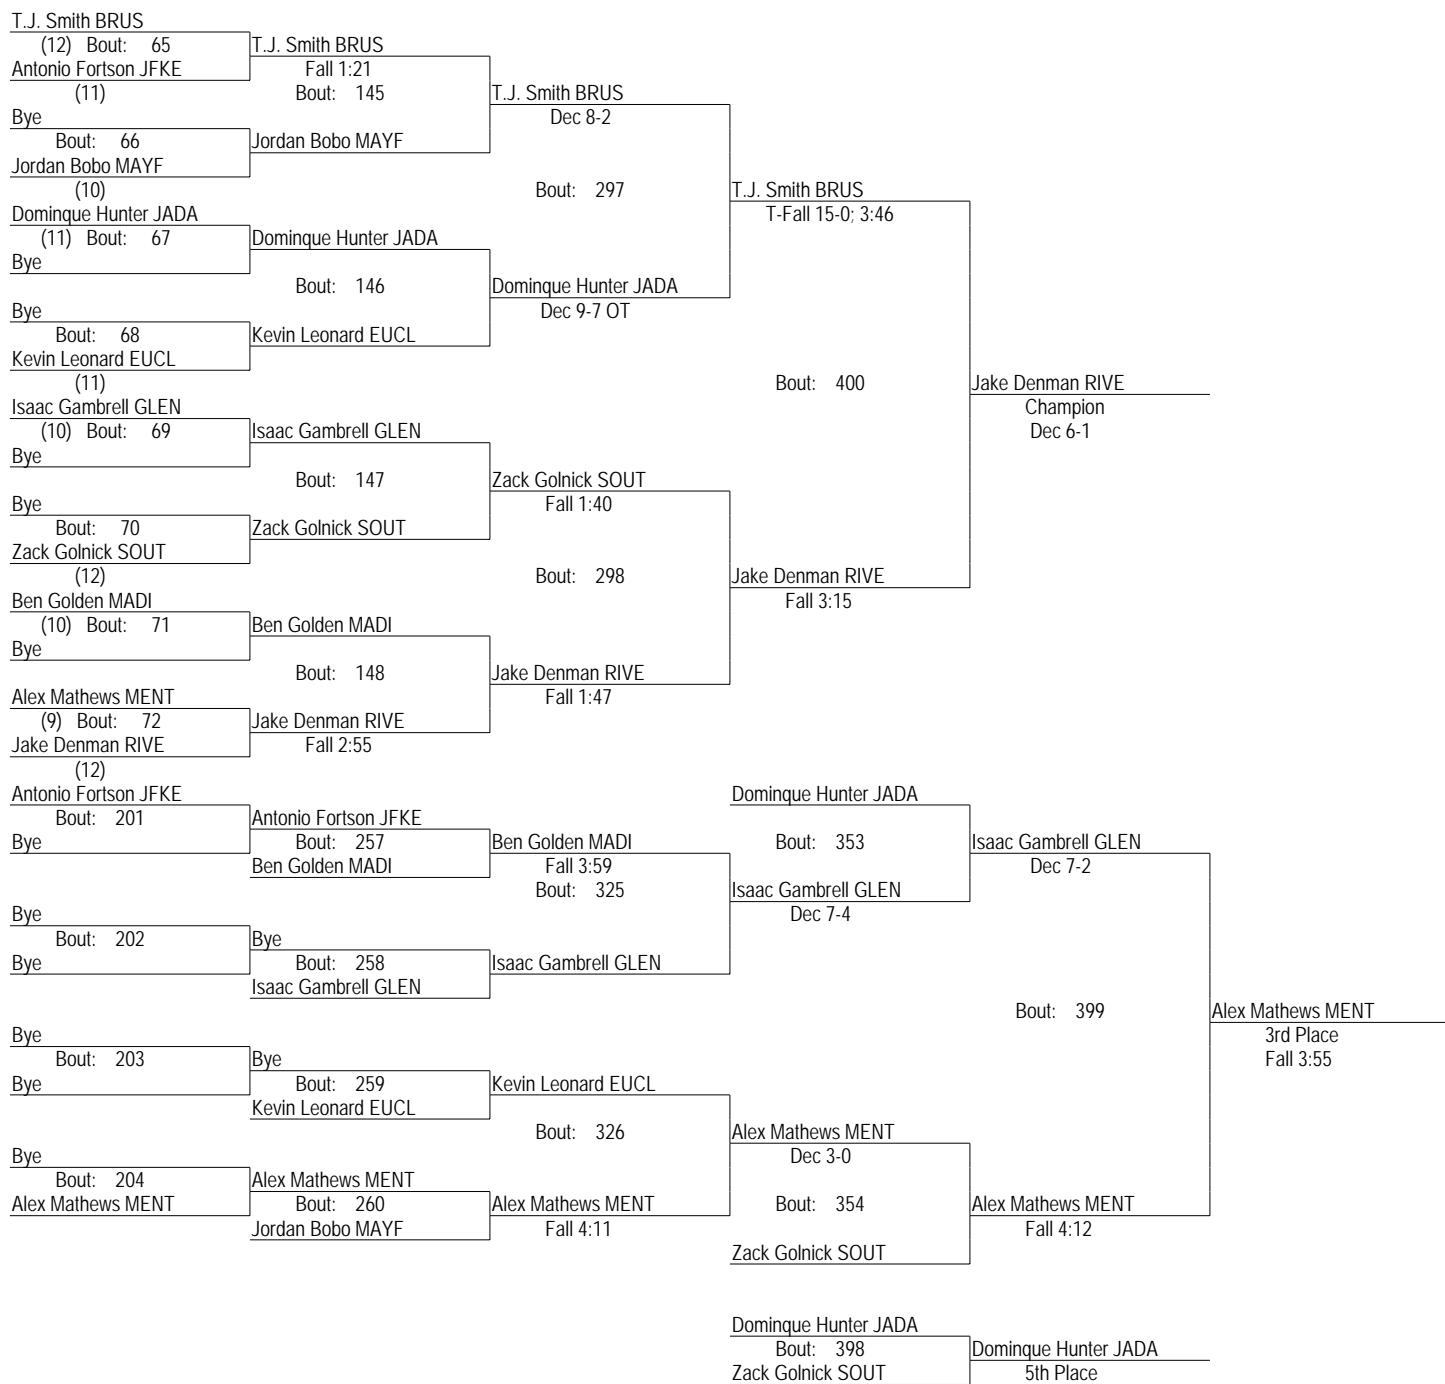 T.J. Smith BRUS
(12) Bout: 65 T.J. Smith BRUS
Antonio Fortson JFKE Fall 1:21
(11) Bout: 145 T.J. Smith BRUS
Bye Dec 8-2
Bout: 66 Jordan Bobo MAYF
Jordan Bobo MAYF
(10) Bout: 297 T.J. Smith BRUS
Dominque Hunter JADA T-Fall 15-0; 3:46
(11) Bout: 67 Dominque Hunter JADA
Bye
Bout: 146 Dominque Hunter JADA
Bye Dec 9-7 OT
Bout: 68 Kevin Leonard EUCL
Kevin Leonard EUCL
(11) Bout: 400 Jake Denman RIVE
Isaac Gambrell GLEN Champion
(10) Bout: 69 Isaac Gambrell GLEN Dec 6-1
Bye
Bout: 147 Zack Golnick SOUT
Bye Fall 1:40
Bout: 70 Zack Golnick SOUT
Zack Golnick SOUT
(12) Bout: 298 Jake Denman RIVE
Ben Golden MADI Fall 3:15
(10) Bout: 71 Ben Golden MADI
Bye
Bout: 148 Jake Denman RIVE
Alex Mathews MENT Fall 1:47
(9) Bout: 72 Jake Denman RIVE
Jake Denman RIVE Fall 2:55
(12)
Antonio Fortson JFKE Dominque Hunter JADA
Bout: 201 Antonio Fortson JFKE
Bye Bout: 257 Ben Golden MADI Bout: 353 Isaac Gambrell GLEN
Ben Golden MADI Fall 3:59 Dec 7-2
Bout: 325 Isaac Gambrell GLEN
Bye Dec 7-4
Bout: 202 Bye
Bye Bout: 258 Isaac Gambrell GLEN
Isaac Gambrell GLEN
Bout: 399 Alex Mathews MENT
Bye 3rd Place
Bout: 203 Bye Fall 3:55
Bye Bout: 259 Kevin Leonard EUCL
Kevin Leonard EUCL
Bout: 326 Alex Mathews MENT
Bye Dec 3-0
Bout: 204 Alex Mathews MENT
Alex Mathews MENT Bout: 260 Alex Mathews MENT Bout: 354 Alex Mathews MENT
Jordan Bobo MAYF Fall 4:11 Fall 4:12
Zack Golnick SOUT
Dominque Hunter JADA
Bout: 398 Dominque Hunter JADA
Zack Golnick SOUT 5th Place